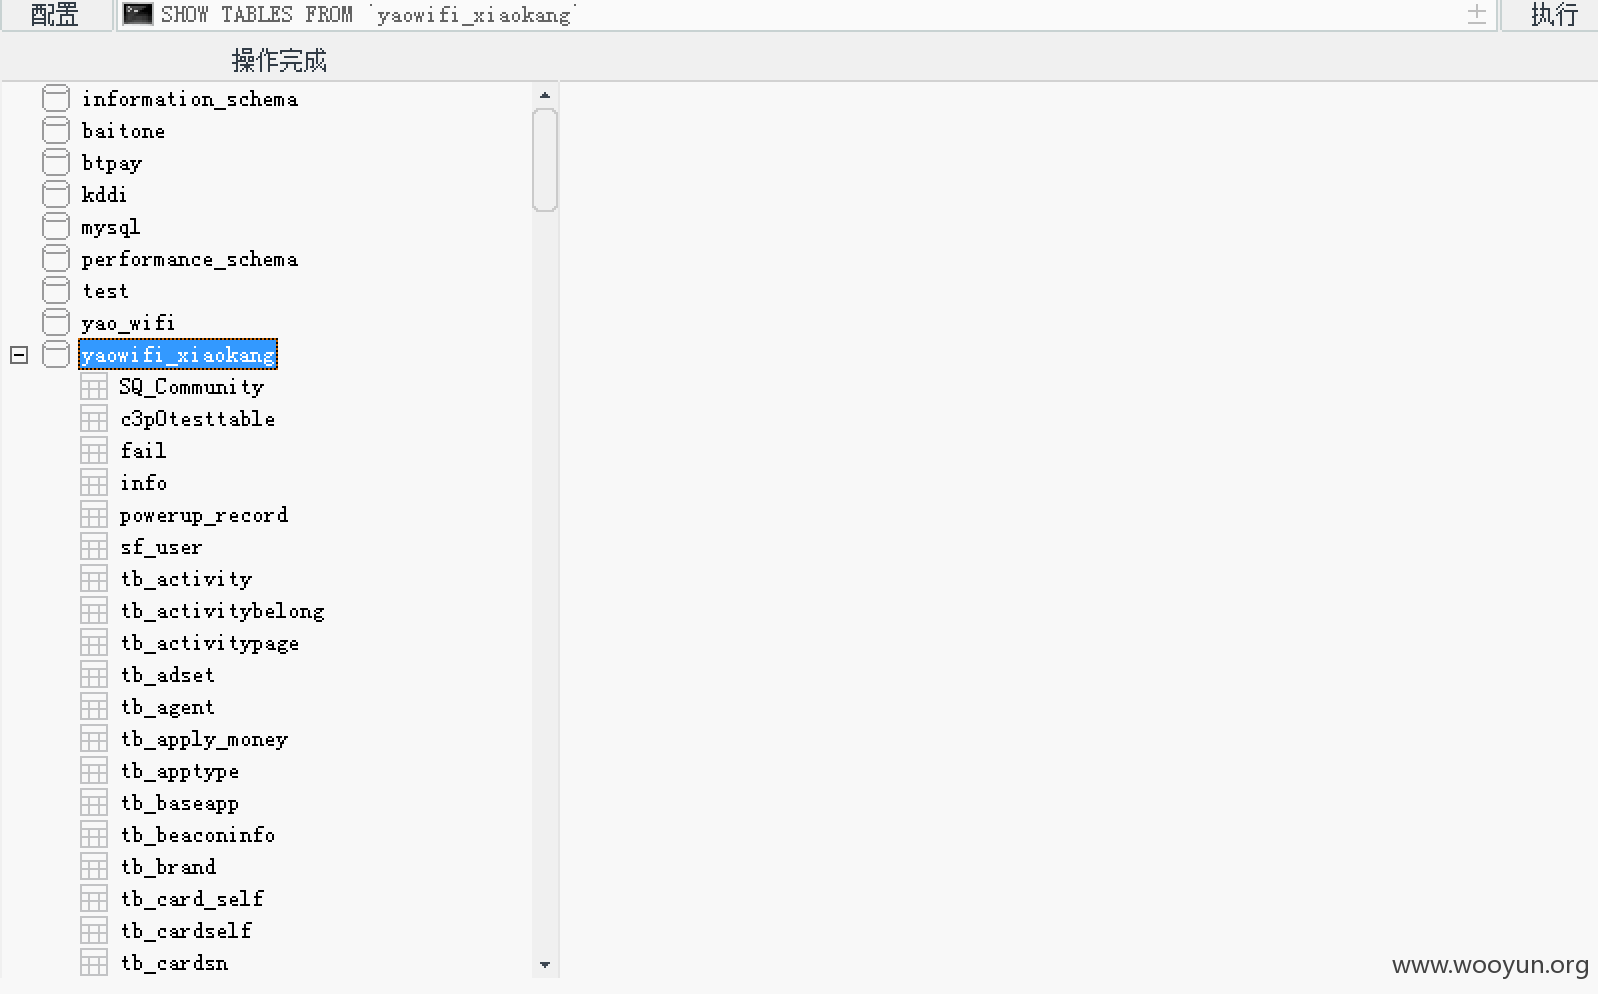 配置 SHOW TABLES FROM `yaowifi_xiaokang` 执行
操作完成
information_schema
baitone
btpay
kddi
mysql
performance_schema
test
yao_wifi
yaowifi_xiaokang
SQ_Community
c3p0testtable
fail
info
powerup_record
sf_user
tb_activity
tb_activitybelong
tb_activitypage
tb_adset
tb_agent
tb_apply_money
tb_apptype
tb_baseapp
tb_beaconinfo
tb_brand
tb_card_self
tb_cardself
tb_cardsn
www.wooyun.org